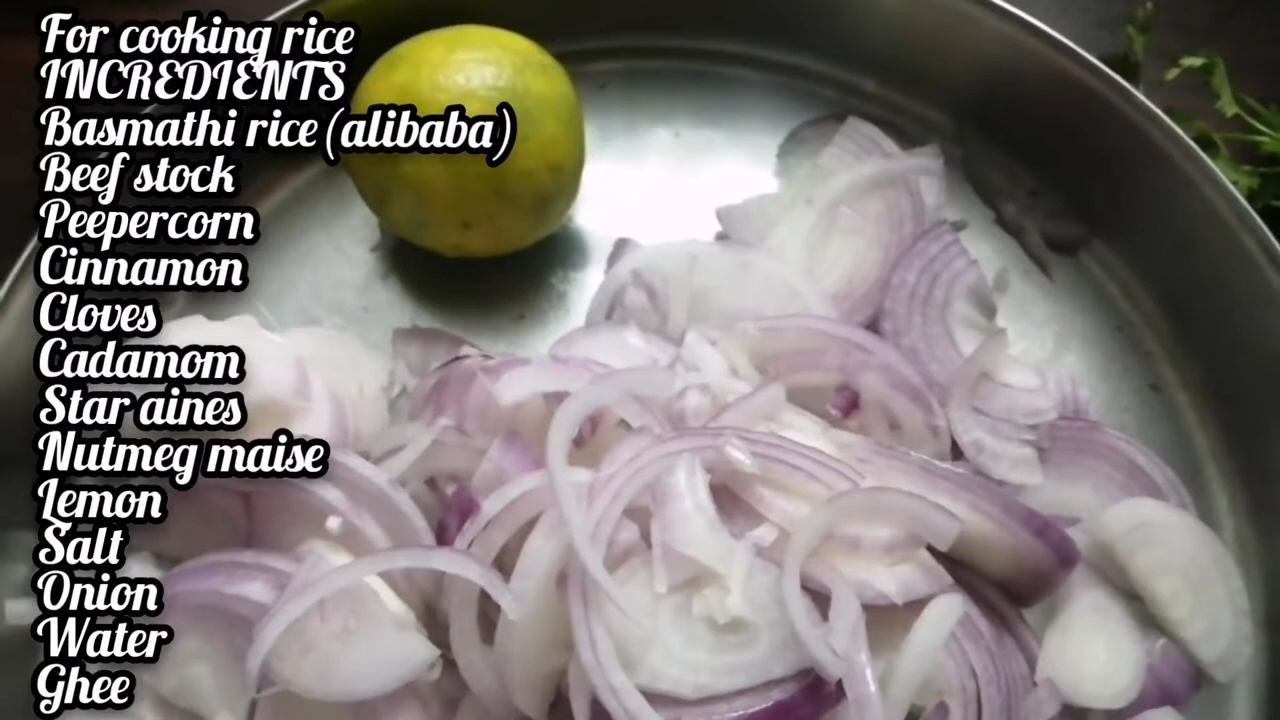 For cooking rice
INCREDIENTS
Basmathi rice (alibaba)
Beef stock
Peepercorn
Cinnamon
Cloves
Cadamom
Star aines
Nutmeg maise
Lemon
Salt
Onion
Water
Ghee